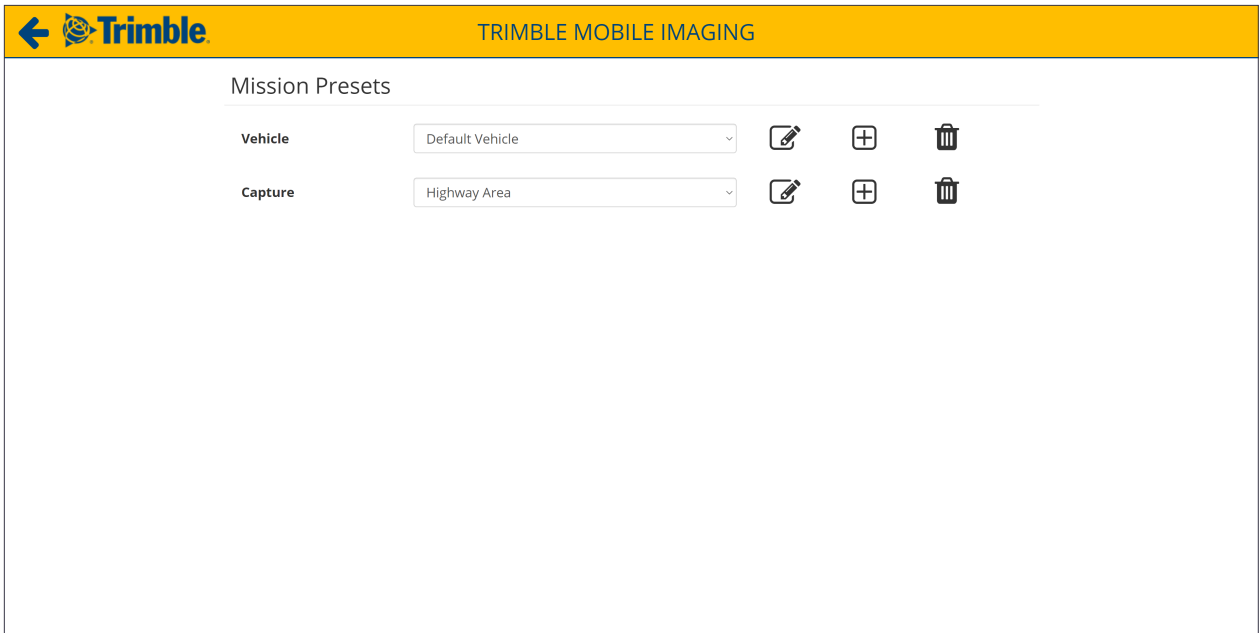 Trimble.
TRIMBLE MOBILE IMAGING
Mission Presets
Vehicle
Default Vehicle
Capture
Highway Area